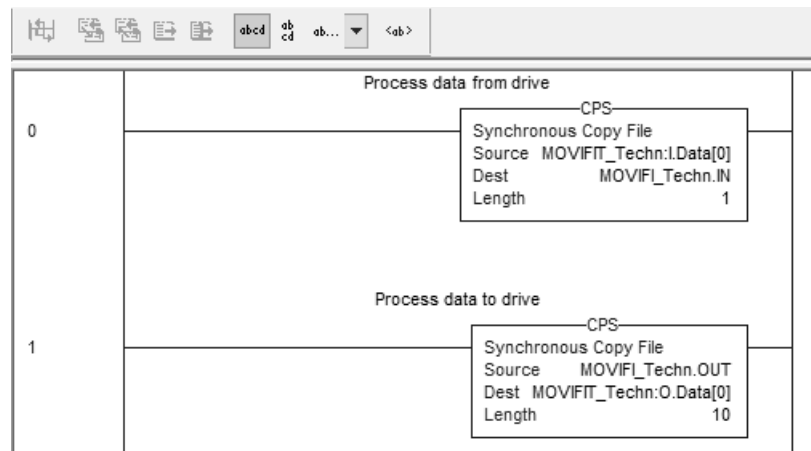 abcd
ab
cd
ab...
<ab>
Process data from drive
0
CPS
Synchronous Copy File
Source MOVIFIT_Techn:I.Data[0]
Dest MOVIFI_Techn.IN
Length 1
Process data to drive
1
CPS
Synchronous Copy File
Source MOVIFI_Techn.OUT
Dest MOVIFIT_Techn:O.Data[0]
Length 10